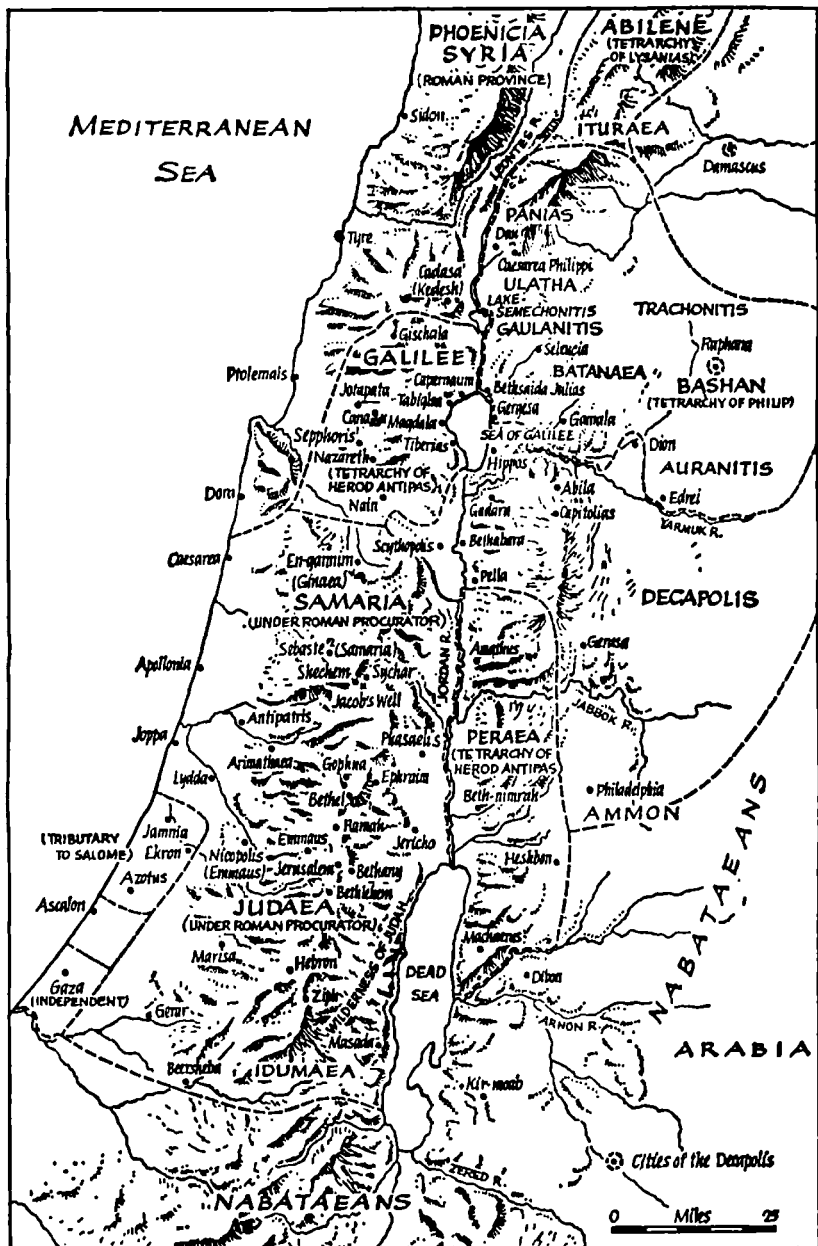 PHOENICIA
SYRIA
(ROMAN PROVINCE)
ABILENE
(TETRARCHY
OF LYSANIAS)
MEDITERRANEAN
SEA
Sidon
LEONTES R.
ITURAEA
Damascus
PANIAS
Tyre
Dan
Caesarea Philippi
Cadasa
(Kedesh)
ULATHA
LAKE
SEMECHONITIS
GAULANITIS
TRACHONITIS
Gischala
Seleucia
Raphana
GALILEE
BATANAEA
Ptolemais
Capernaum
Bethsaida Julias
BASHAN
(TETRARCHY OF PHILIP)
Jotapata
Tabigha
Gergesa
Cana
Magdala
Gamala
SEA OF GALILEE
Sepphoris
Tiberias
Dion
Nazareth
Hippos
(TETRARCHY OF
HEROD ANTIPAS)
AURANITIS
Dora
Nain
Abila
Edrei
Gadara
Capitolias
YARMUK R.
Caesarea
Scythopolis
Bethabara
En-gannim
(Ginaea)
Pella
SAMARIA
(UNDER ROMAN PROCURATOR)
DECAPOLIS
Sebaste (Samaria)
JORDAN R.
Gerasa
Apollonia
Shechem
Sychar
Jacob's Well
JABBOK R.
Antipatris
Joppa
Phasaelis
PERAEA
(TETRARCHY OF
HEROD ANTIPAS
Arimathaea
Gophna
Lydda
Ephraim
Philadelphia
Bethel
Beth-nimrah
AMMON
Jamnia
Ramah
(TRIBUTARY
TO SALOME)
Ekron
Emmaus
Jericho
Nicopolis
(Emmaus)
Jerusalem
Bethany
Heshbon
Azotus
Bethlehem
Ascalon
JUDAEA
(UNDER ROMAN PROCURATOR)
NABATAEANS
Marisa
WILDERNESS OF JUDAH
Hebron
DEAD
SEA
Dibon
Gaza
(INDEPENDENT)
Ziph
Gerar
ARNON R.
Masada
ARABIA
Beersheba
IDUMAEA
Kir-moab
Cities of the Decapolis
ZERED R.
NABATAEANS
0 Miles 25